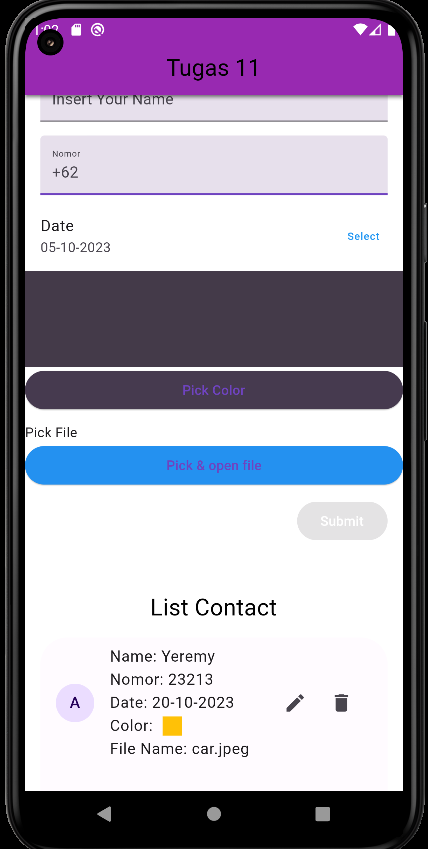 Tugas 11
Insert Your Name
Nomor
+62
Date
05-10-2023
Select
Pick Color
Pick File
Pick & open file
Submit
List Contact
A
Name: Yeremy
Nomor: 23213
Date: 20-10-2023
Color:
File Name: car.jpeg